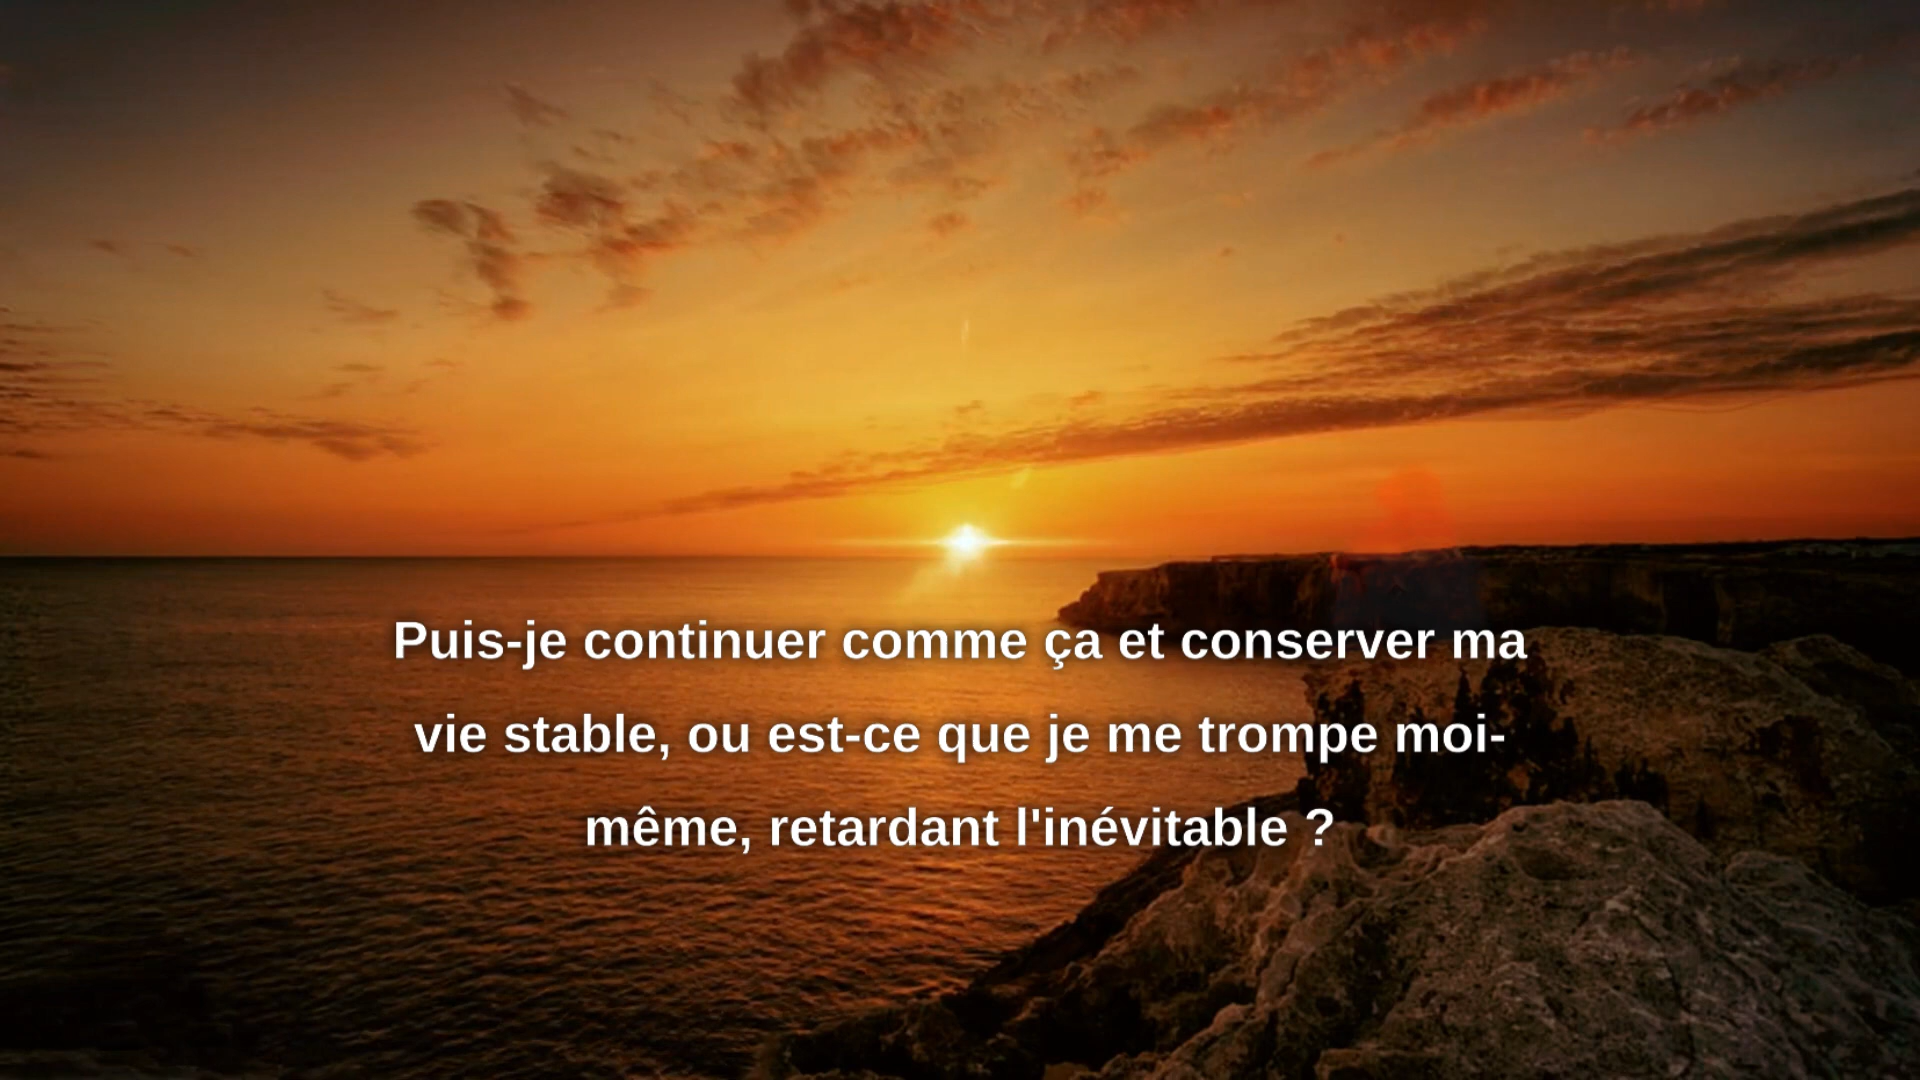 Puis-je continuer comme ça et conserver ma
vie stable, ou est-ce que je me trompe moi-
même, retardant l'inévitable ?